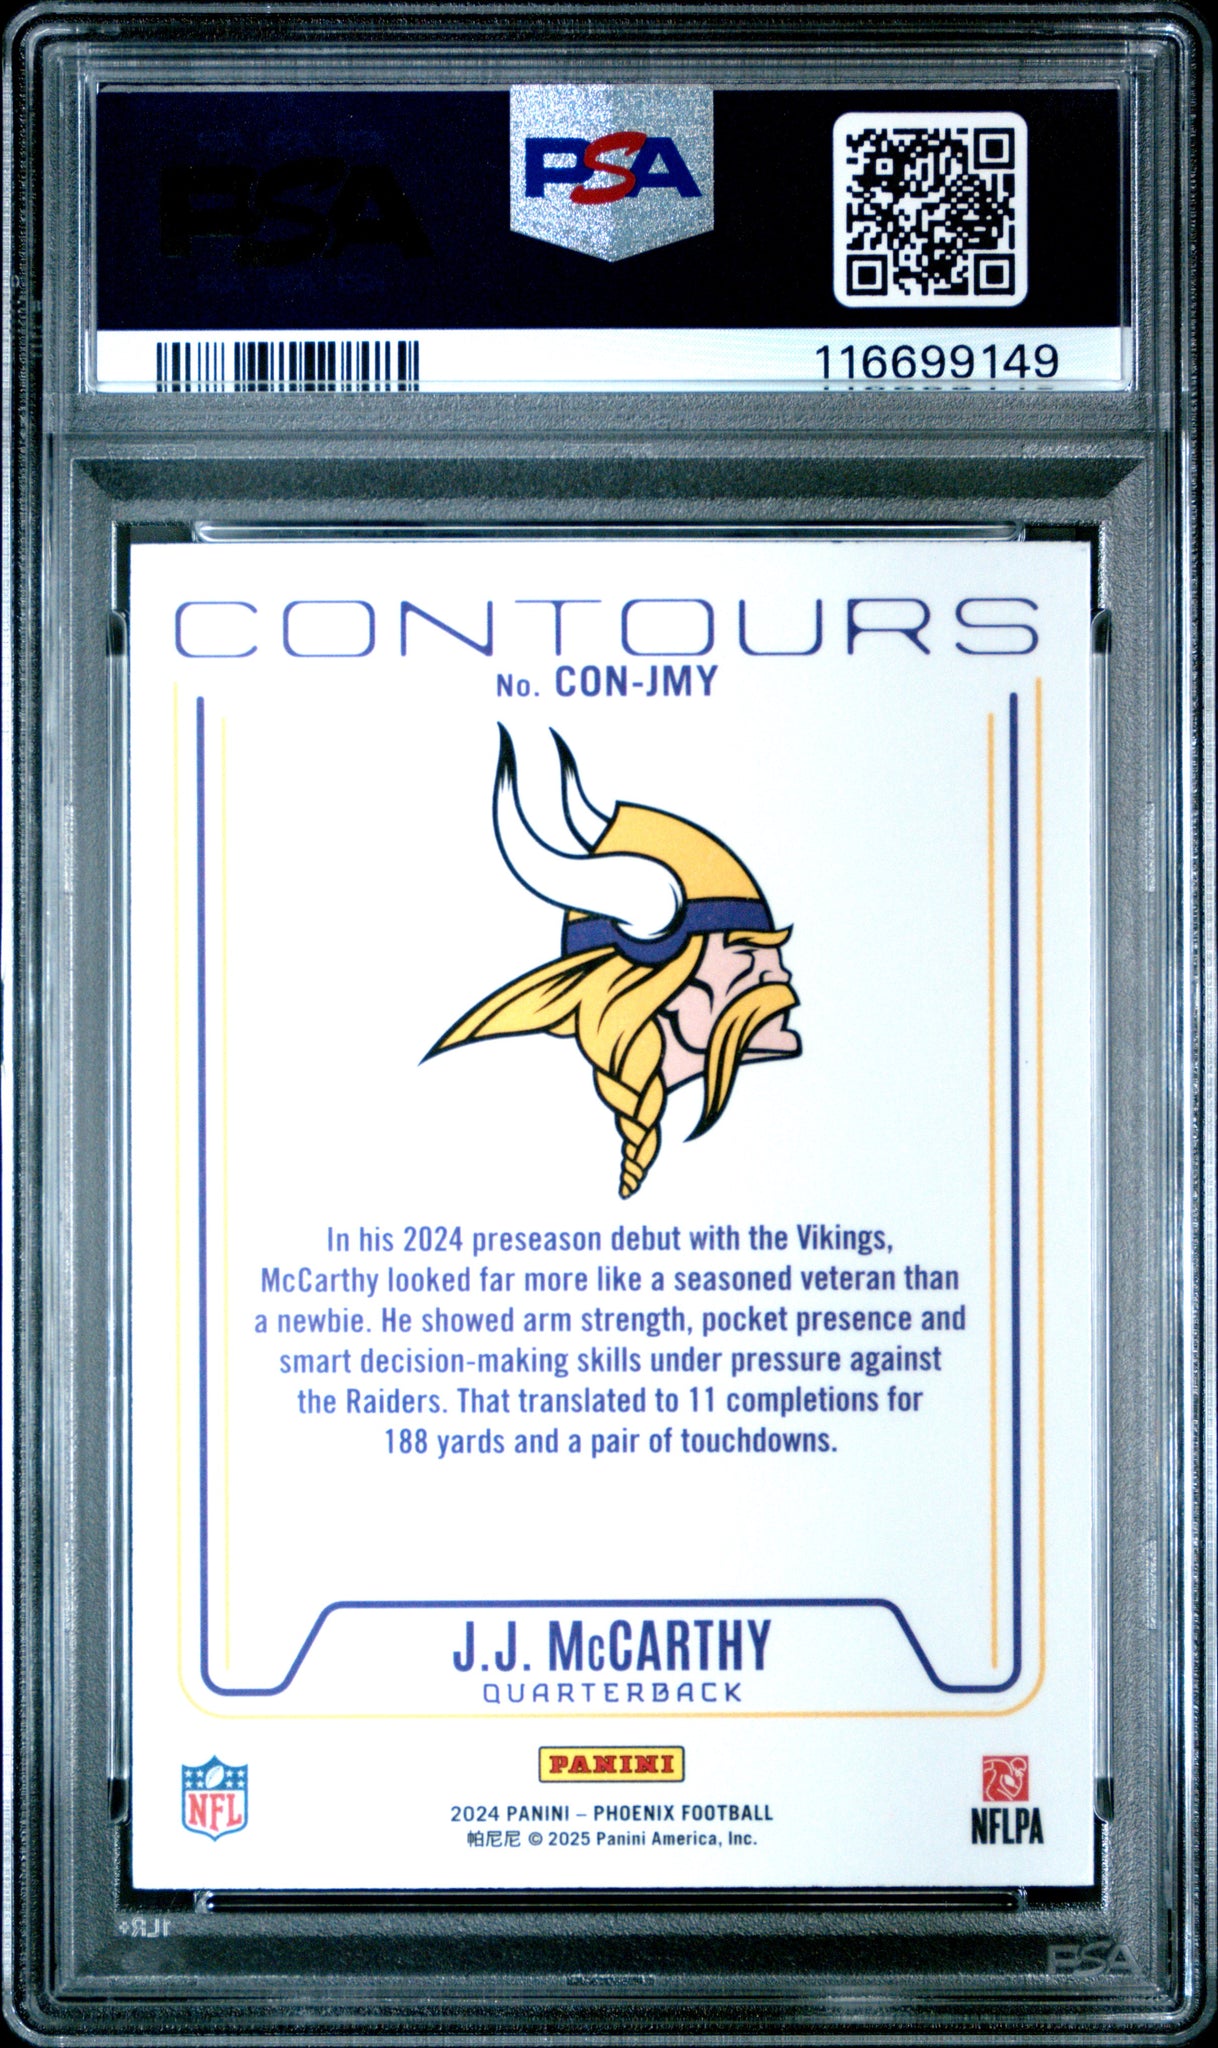 PSA
PSA
116699149
CONTOURS
No. CON-JMY
In his 2024 preseason debut with the Vikings,
McCarthy looked far more like a seasoned veteran than
a newbie. He showed arm strength, pocket presence and
smart decision-making skills under pressure against
the Raiders. That translated to 11 completions for
188 yards and a pair of touchdowns.
J.J. McCARTHY
QUARTERBACK
NFL
PANINI
NFLPA
2024 PANINI – PHOENIX FOOTBALL
帕尼尼 © 2025 Panini America, Inc.
1LR+
PSA